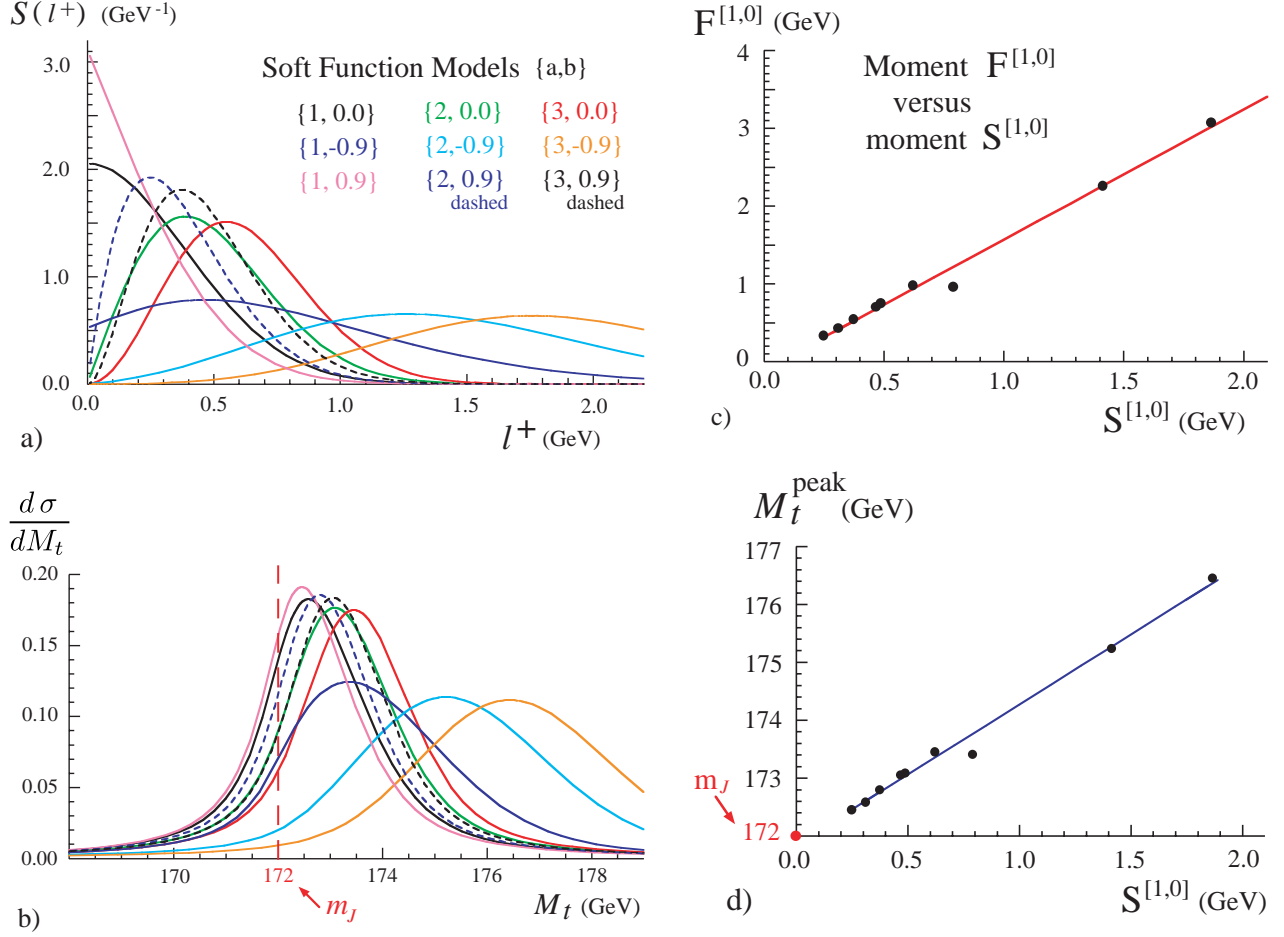 S(l+) (GeV-1)
3.0
2.0
1.0
0.0
Soft Function Models {a,b}
{1, 0.0} {2, 0.0} {3, 0.0}
{1,-0.9} {2,-0.9} {3,-0.9}
{1, 0.9} {2, 0.9} {3, 0.9}
dashed dashed
0.0 0.5 1.0 1.5 2.0
a) l+ (GeV)
F[1,0] (GeV)
4
3
2
1
0
Moment F[1,0]
versus
moment S[1,0]
0.0 0.5 1.0 1.5 2.0
c) S[1,0] (GeV)
dσ
dMt
0.20
0.15
0.10
0.05
0.00
170 172 174 176 178
b) mJ Mt (GeV)
Mt peak (GeV)
177
176
175
174
173
172
mJ
0.0 0.5 1.0 1.5 2.0
d) S[1,0] (GeV)